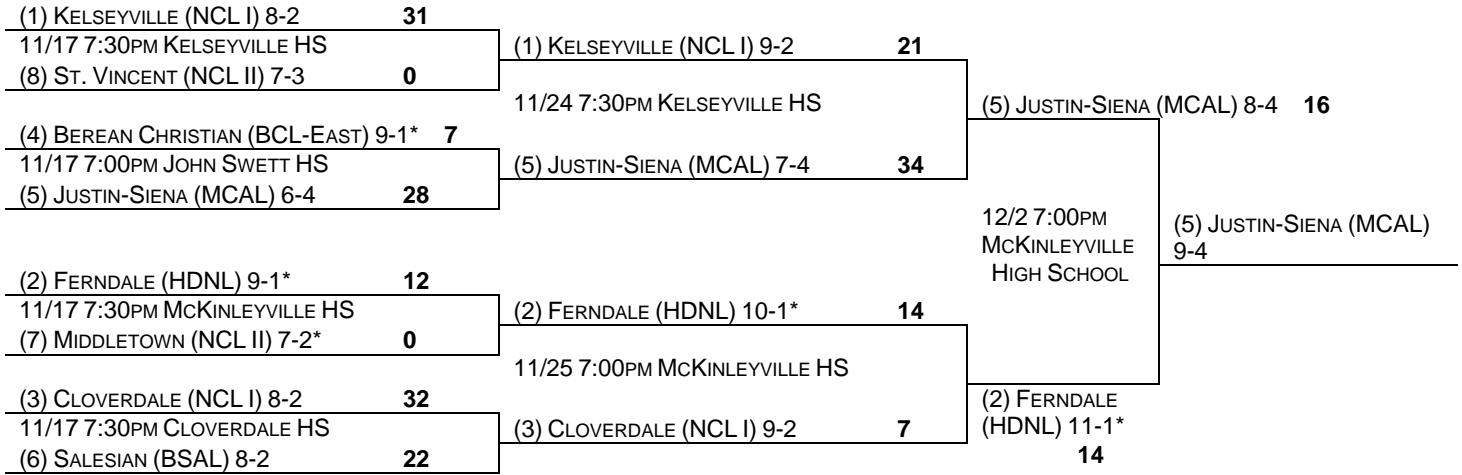 (1) KELSEYVILLE (NCL I) 8-2 31
11/17 7:30PM KELSEYVILLE HS
(8) ST. VINCENT (NCL II) 7-3 0
(4) BEREAN CHRISTIAN (BCL-EAST) 9-1* 7
11/17 7:00PM JOHN SWETT HS
(5) JUSTIN-SIENA (MCAL) 6-4 28
(2) FERNDALE (HDNL) 9-1* 12
11/17 7:30PM MCKINLEYVILLE HS
(7) MIDDLETOWN (NCL II) 7-2* 0
(3) CLOVERDALE (NCL I) 8-2 32
11/17 7:30PM CLOVERDALE HS
(6) SALESIAN (BSAL) 8-2 22
(1) KELSEYVILLE (NCL I) 9-2 21
11/24 7:30PM KELSEYVILLE HS
(5) JUSTIN-SIENA (MCAL) 7-4 34
(2) FERNDALE (HDNL) 10-1* 14
11/25 7:00PM MCKINLEYVILLE HS
(3) CLOVERDALE (NCL I) 9-2 7
(5) JUSTIN-SIENA (MCAL) 8-4 16
12/2 7:00PM
MCKINLEYVILLE
HIGH SCHOOL
(2) FERNDALE
(HDNL) 11-1*
14
(5) JUSTIN-SIENA (MCAL)
9-4